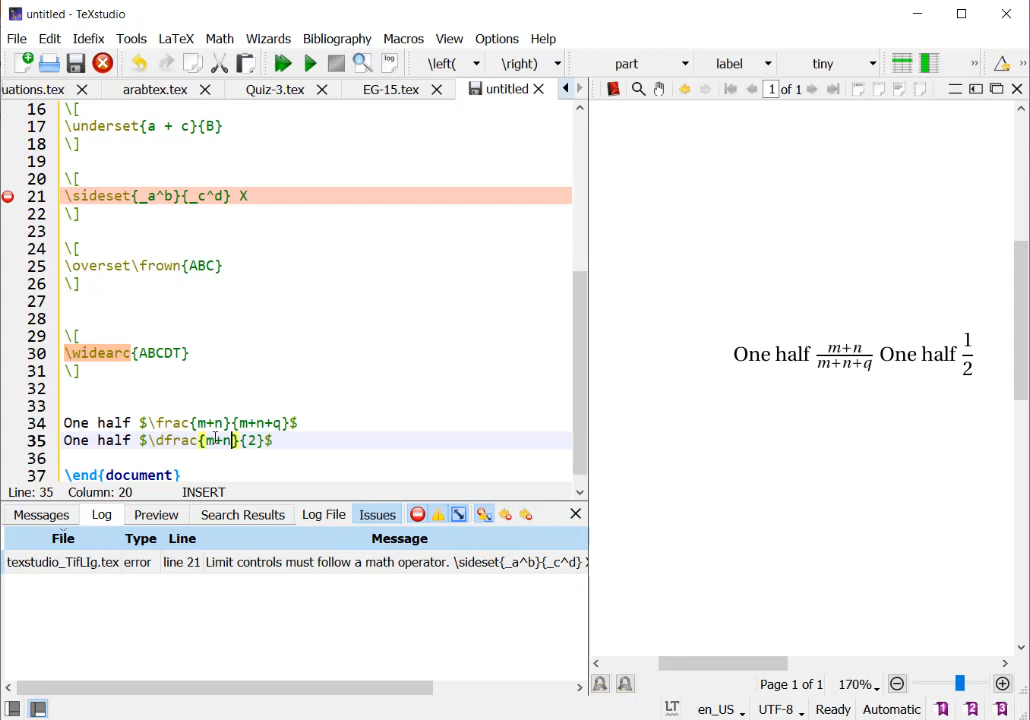 untitled - TeXstudio
File Edit Idefix Tools LaTeX Math Wizards Bibliography Macros View Options Help
log \left( \right) part label tiny » »
uations.tex arabtex.tex Quiz-3.tex EG-15.tex untitled 1 of 1
16 \[
17 \underset{a + c}{B}
18 \]
19
20 \[
21 \sideset{_a^b}{_c^d} X
22 \]
23
24 \[
25 \overset\frown{ABC}
26 \]
27
28
29 \[
30 \widearc{ABCDT}
31 \]
32
33
34 One half $\frac{m+n}{m+n+q}$
35 One half $\dfrac{m+n}{2}$
36
37 \end{document}
One half m+n/m+n+q One half 1/2
Line: 35 Column: 20 INSERT
Messages Log Preview Search Results Log File Issues
File Type Line Message
texstudio_TifLIg.tex error line 21 Limit controls must follow a math operator. \sideset{_a^b}{_c^d} X
Page 1 of 1 170%
LT en_US UTF-8 Ready Automatic 1 2 3